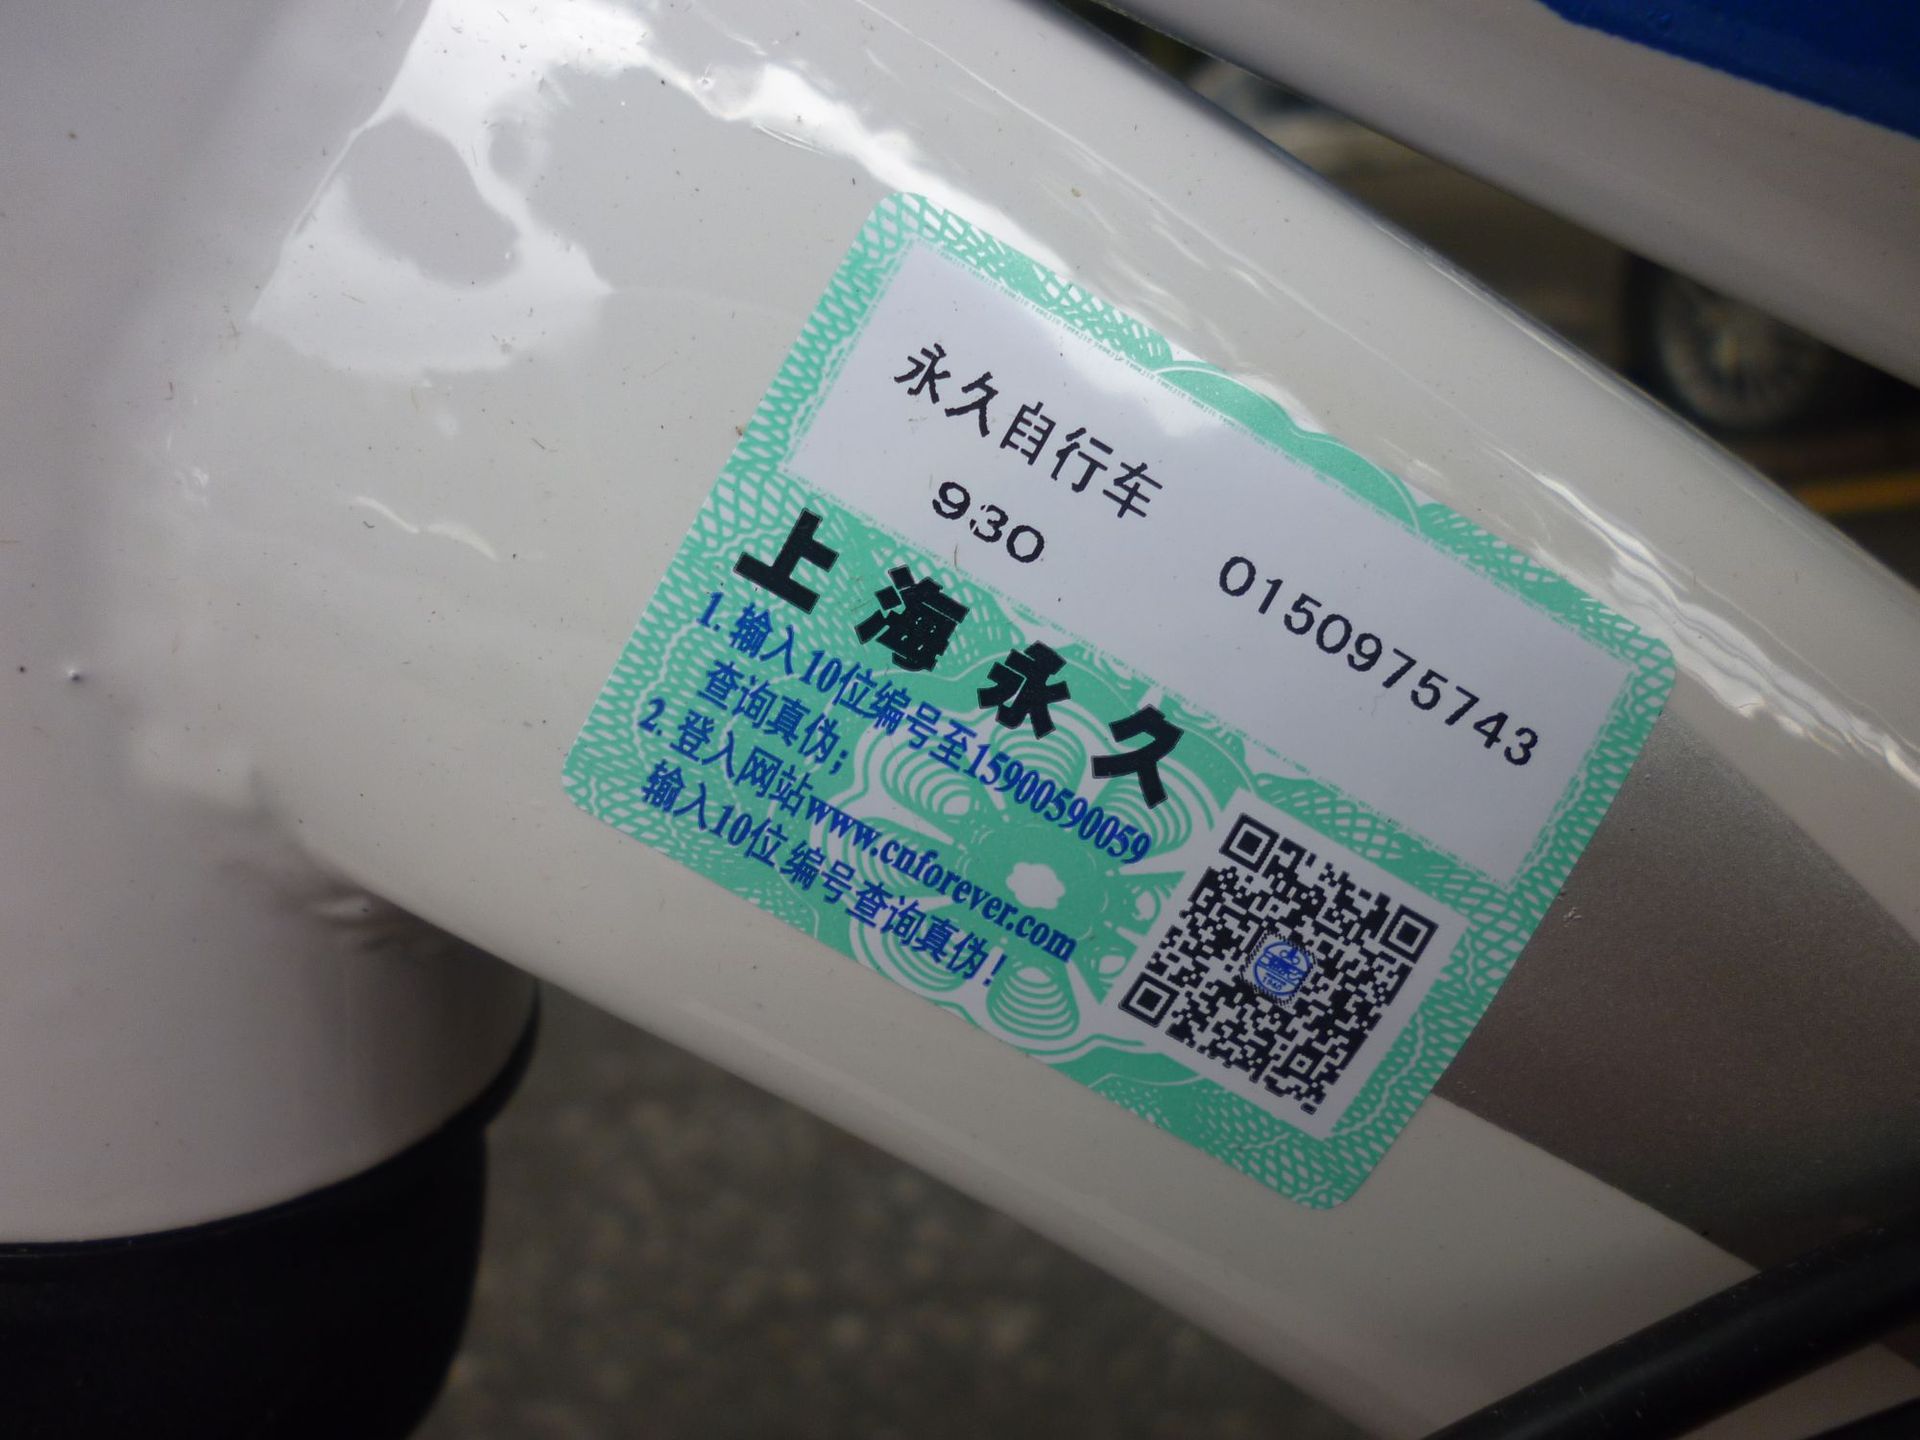 永久自行车
930 0150975743
上海永久
1. 输入10位编号至15900590059
查询真伪；
2. 登入网站www.cnforever.com
输入10位编号查询真伪！
1940